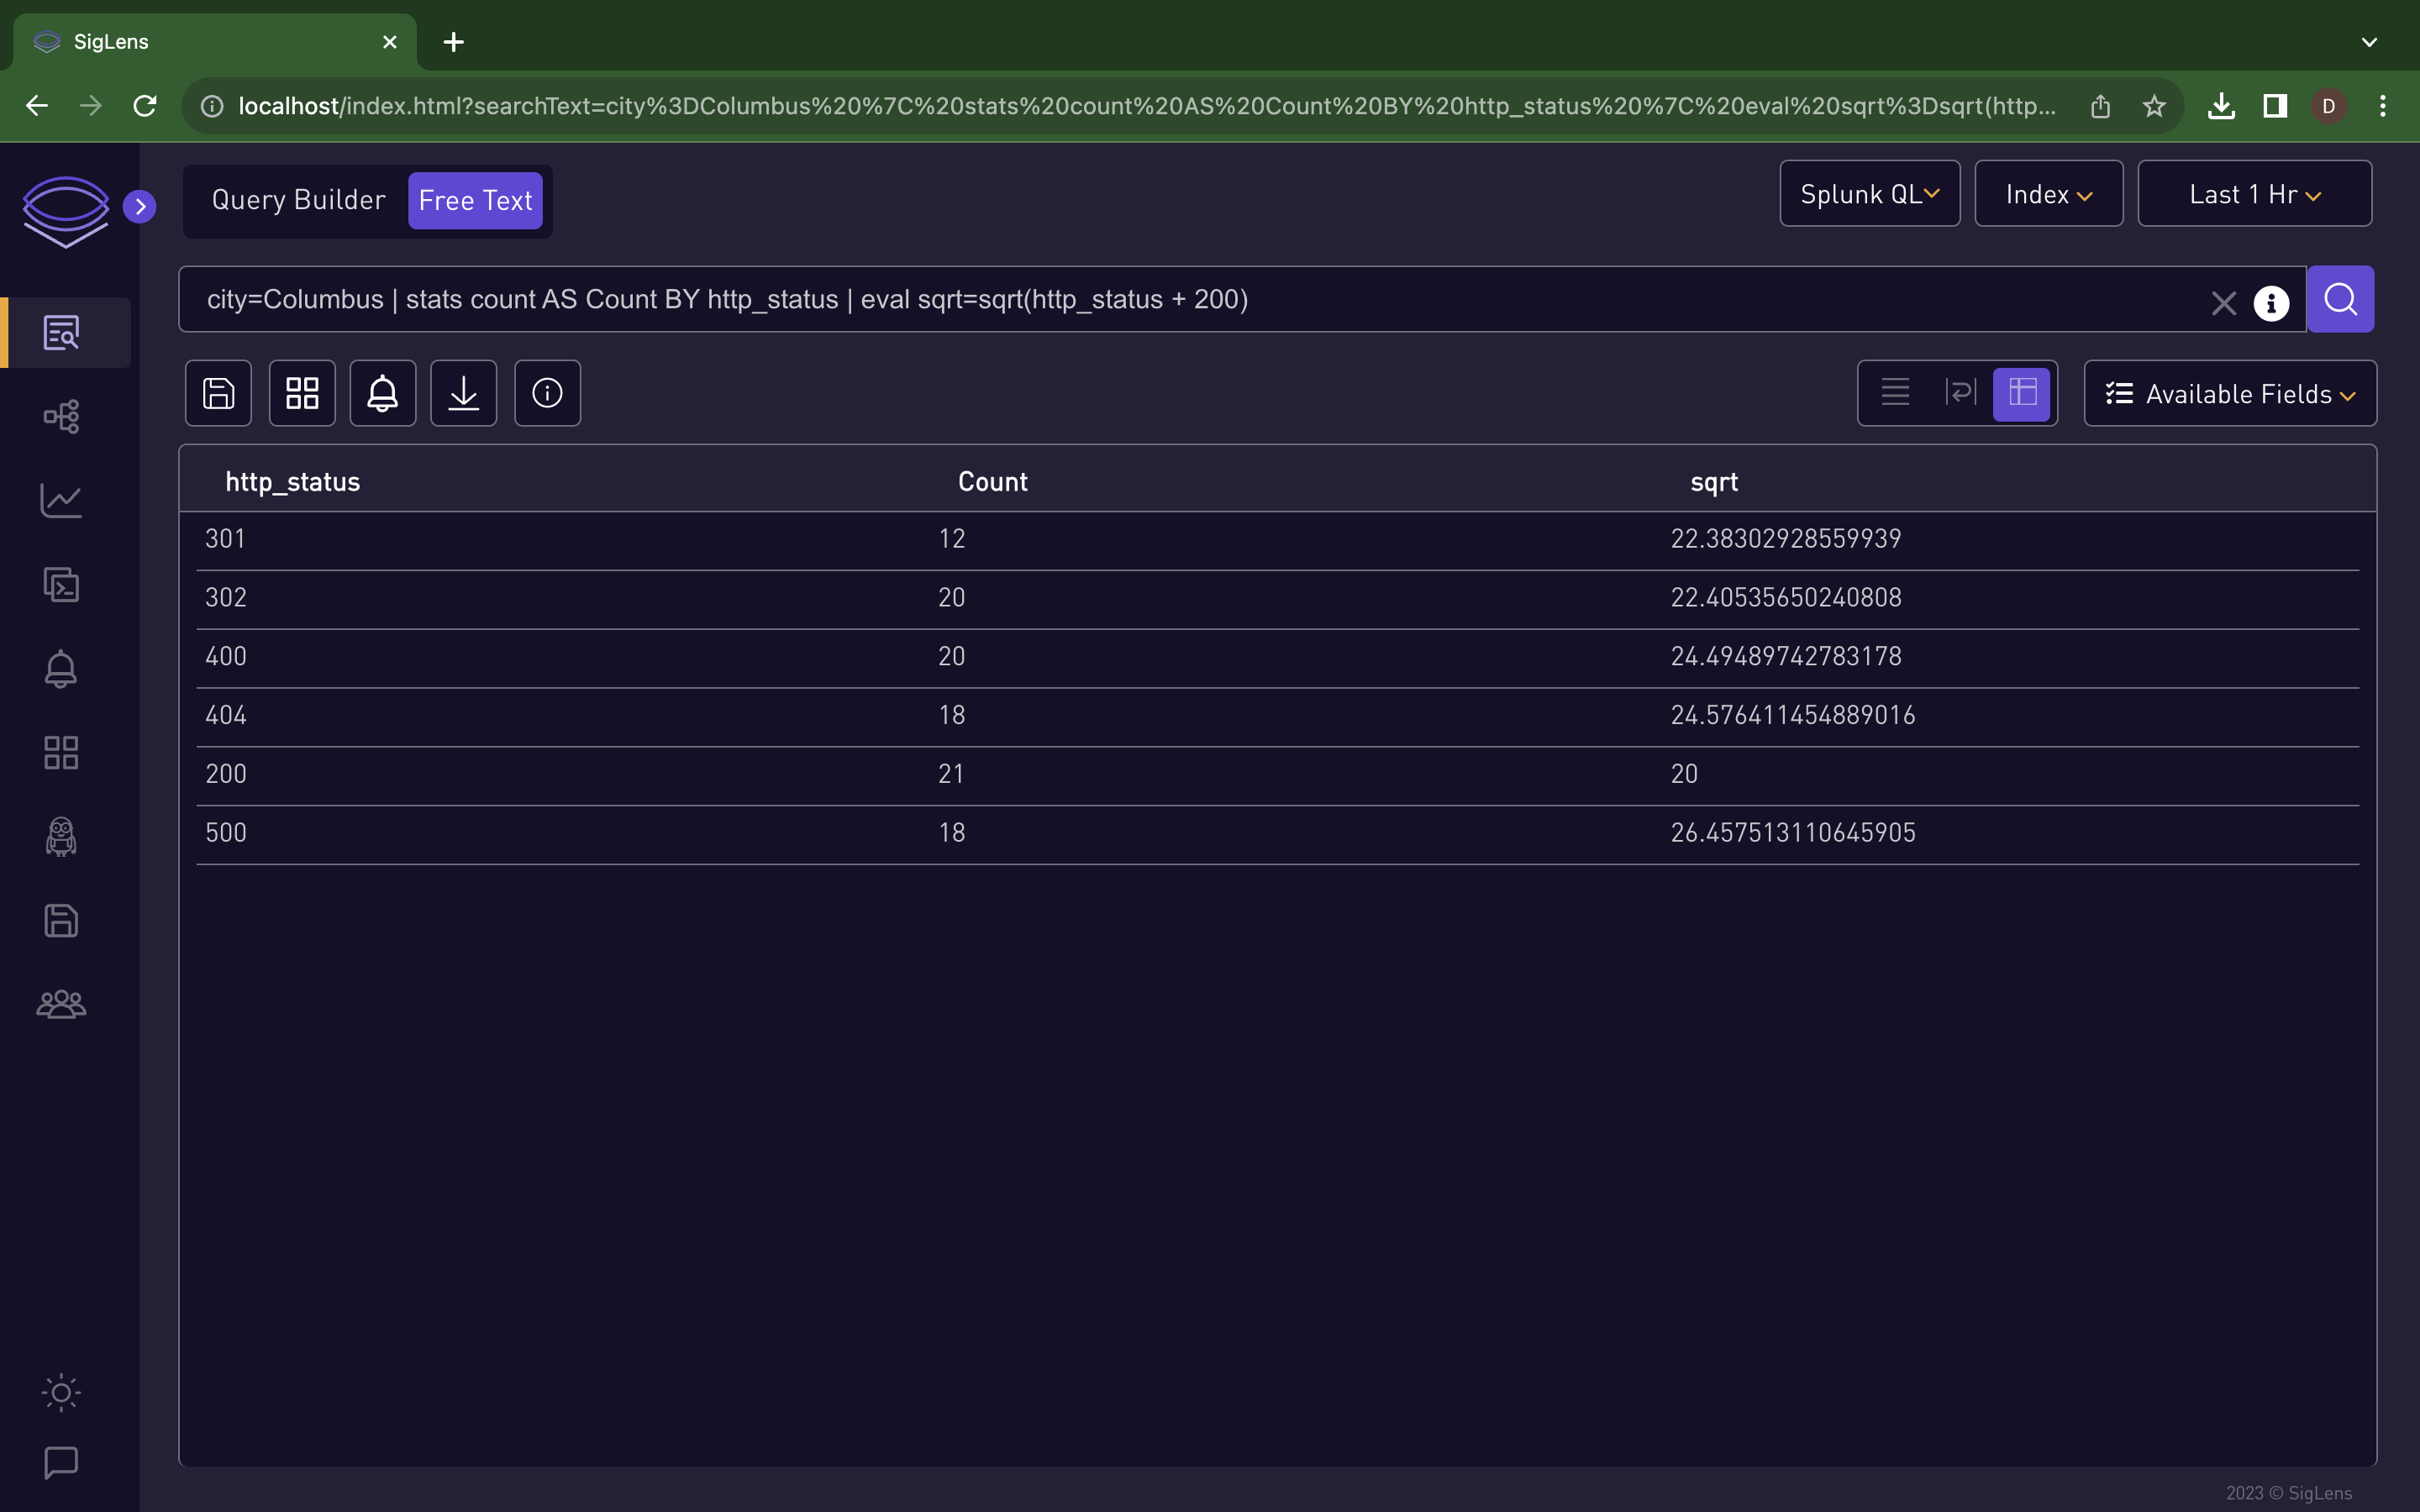 SigLens
localhost/index.html?searchText=city%3DColumbus%20%7C%20stats%20count%20AS%20Count%20BY%20http_status%20%7C%20eval%20sqrt%3Dsqrt(http...
D
Query Builder Free Text
Splunk QL Index Last 1 Hr
city=Columbus | stats count AS Count BY http_status | eval sqrt=sqrt(http_status + 200)
Available Fields
http_status Count sqrt
301 12 22.38302928559939
302 20 22.40535650240808
400 20 24.49489742783178
404 18 24.576411454889016
200 21 20
500 18 26.457513110645905
2023 © SigLens